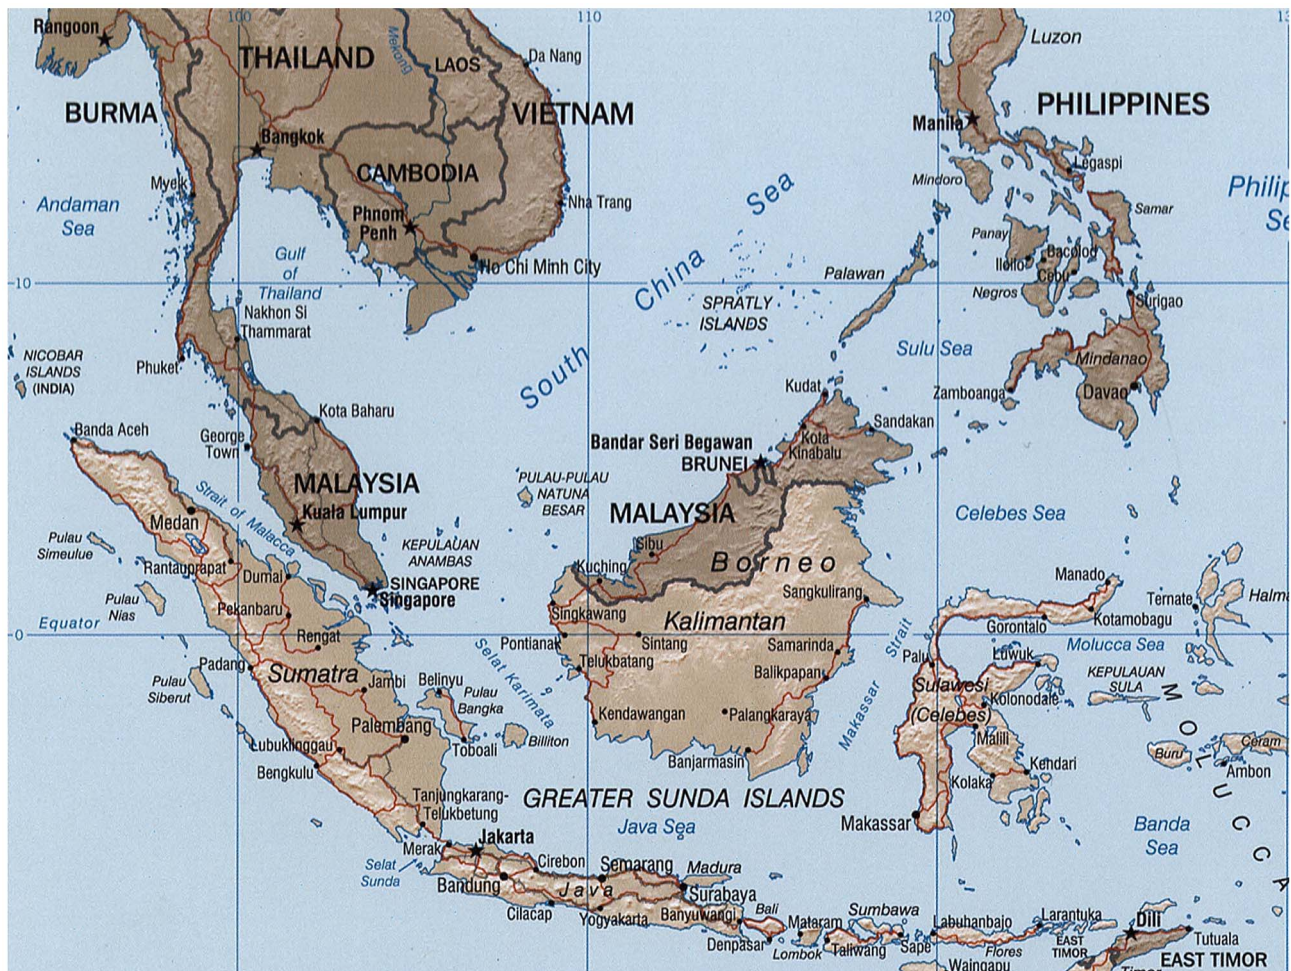 100
110
120
Rangoon
THAILAND
Mekong
LAOS
Da Nang
Luzon
BURMA
VIETNAM
PHILIPPINES
Manila
Bangkok
Legaspi
CAMBODIA
Myeik
Mindoro
Andaman
Sea
Phnom
Penh
Nha Trang
Samar
South China Sea
Panay
Gulf
of
Thailand
Ho Chi Minh City
Palawan
Iloilo
Bacolod
Cebu
10
Negros
Surigao
SPRATLY
ISLANDS
Nakhon Si
Thammarat
Sulu Sea
Mindanao
NICOBAR
ISLANDS
(INDIA)
Phuket
Kudat
Zamboanga
Davao
Kota Baharu
Banda Aceh
George
Town
Sandakan
Kota
Kinabalu
Bandar Seri Begawan
BRUNEI
MALAYSIA
Strait of Malacca
PULAU-PULAU
NATUNA
BESAR
MALAYSIA
Celebes Sea
Kuala Lumpur
Medan
Pulau
Simeulue
KEPULAUAN
ANAMBAS
Sibu
Borneo
Rantauprapat
Dumai
Kuching
SINGAPORE
Singapore
Manado
Pulau
Nias
Pekanbaru
Sangkulirang
Ternate
Singkawang
Kalimantan
Gorontalo
Kotamobagu
Equator
0
Rengat
Pontianak
Sintang
Samarinda
Strait
Molucca Sea
Padang
Sumatra
Selat Karimata
Telukbatang
Balikpapan
Palu
Luwuk
KEPULAUAN
SULA
Pulau
Siberut
Jambi
Belinyu
Pulau
Bangka
Sulawesi
(Celebes)
Kolonodale
MOLUCCA
Palembang
Kendawangan
Palangkaraya
Makassar
Lubuklinggau
Toboali
Billiton
Malili
Buru
Ceram
Bengkulu
Banjarmasin
Kolaka
Kendari
Ambon
Tanjungkarang-
Telukbetung
GREATER SUNDA ISLANDS
Java Sea
Makassar
Banda
Sea
Merak
Jakarta
Selat
Sunda
Cirebon
Semarang
Madura
Bandung
Java
Surabaya
Cilacap
Yogyakarta
Banyuwangi
Bali
Mataram
Sumbawa
Labuhanbajo
Larantuka
Dili
Denpasar
Lombok
Taliwang
Sape
Flores
EAST
TIMOR
Tutuala
Waingapu
EAST TIMOR